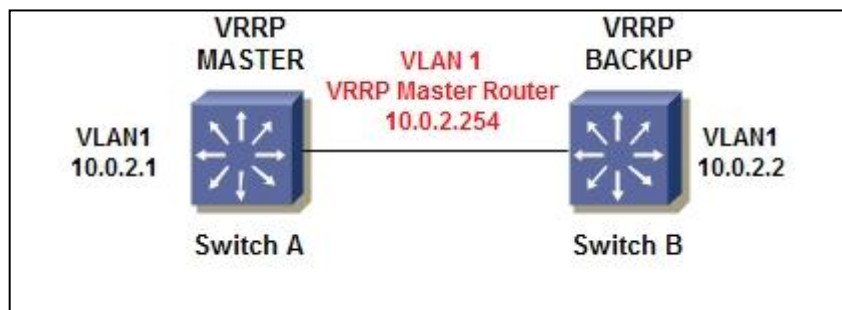 VRRP
MASTER
VLAN 1
VRRP Master Router
10.0.2.254
VRRP
BACKUP
VLAN1
10.0.2.1
VLAN1
10.0.2.2
Switch A
Switch B